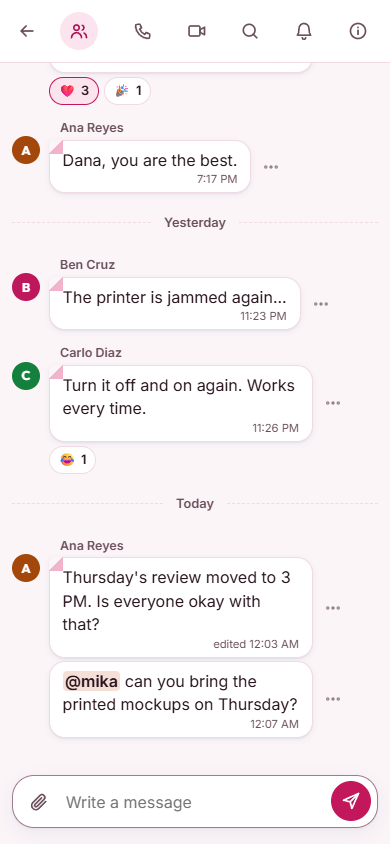 ❤️ 3 🎉 1
Ana Reyes
A
Dana, you are the best.
7:17 PM
Yesterday
Ben Cruz
B
The printer is jammed again...
11:23 PM
Carlo Diaz
C
Turn it off and on again. Works
every time.
11:26 PM
😂 1
Today
Ana Reyes
A
Thursday's review moved to 3
PM. Is everyone okay with
that?
edited 12:03 AM
@mika can you bring the
printed mockups on Thursday?
12:07 AM
Write a message